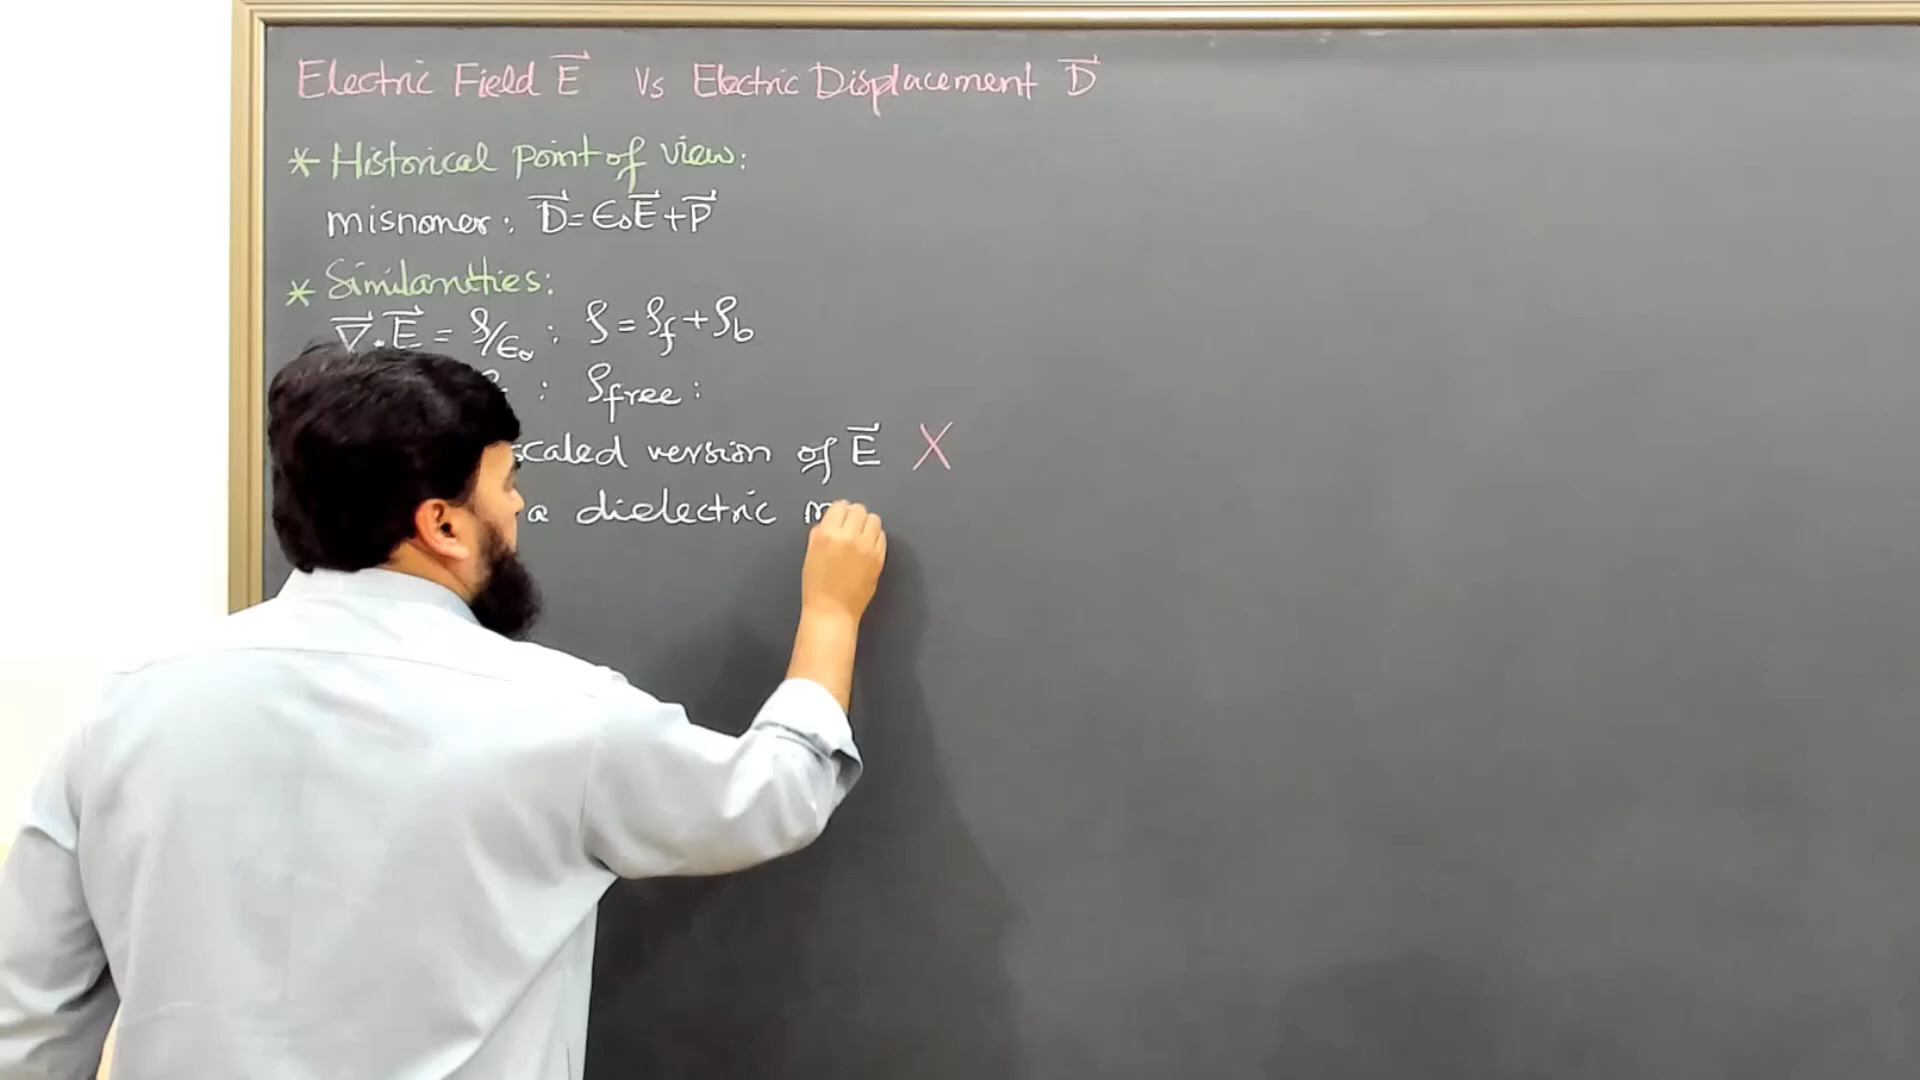 Electric Field E⃗ Vs Electric Displacement D⃗
* Historical point of view:
misnomer: D⃗ = ϵ₀E⃗ + P⃗
* Similarities:
∇⃗·E⃗ = ρ/ϵ₀ : ρ = ρf + ρb
: ρfree :
scaled version of E⃗ X
a dielectric